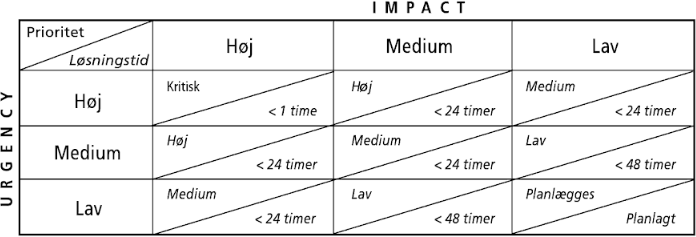 IMPACT
Prioritet
Løsningstid
Høj
Medium
Lav
URGENCY
Høj
Kritisk
< 1 time
Høj
< 24 timer
Medium
< 24 timer
Medium
Høj
< 24 timer
Medium
< 24 timer
Lav
< 48 timer
Lav
Medium
< 24 timer
Lav
< 48 timer
Planlægges
Planlagt